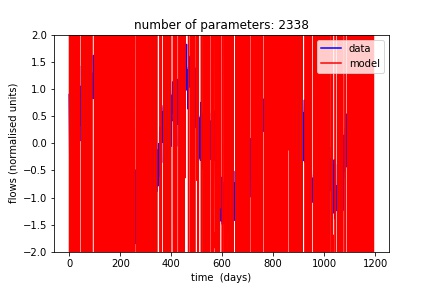 number of parameters: 2338
data
model
flows (normalised units)
2.0
1.5
1.0
0.5
0.0
−0.5
−1.0
−1.5
−2.0
0 200 400 600 800 1000 1200
time (days)